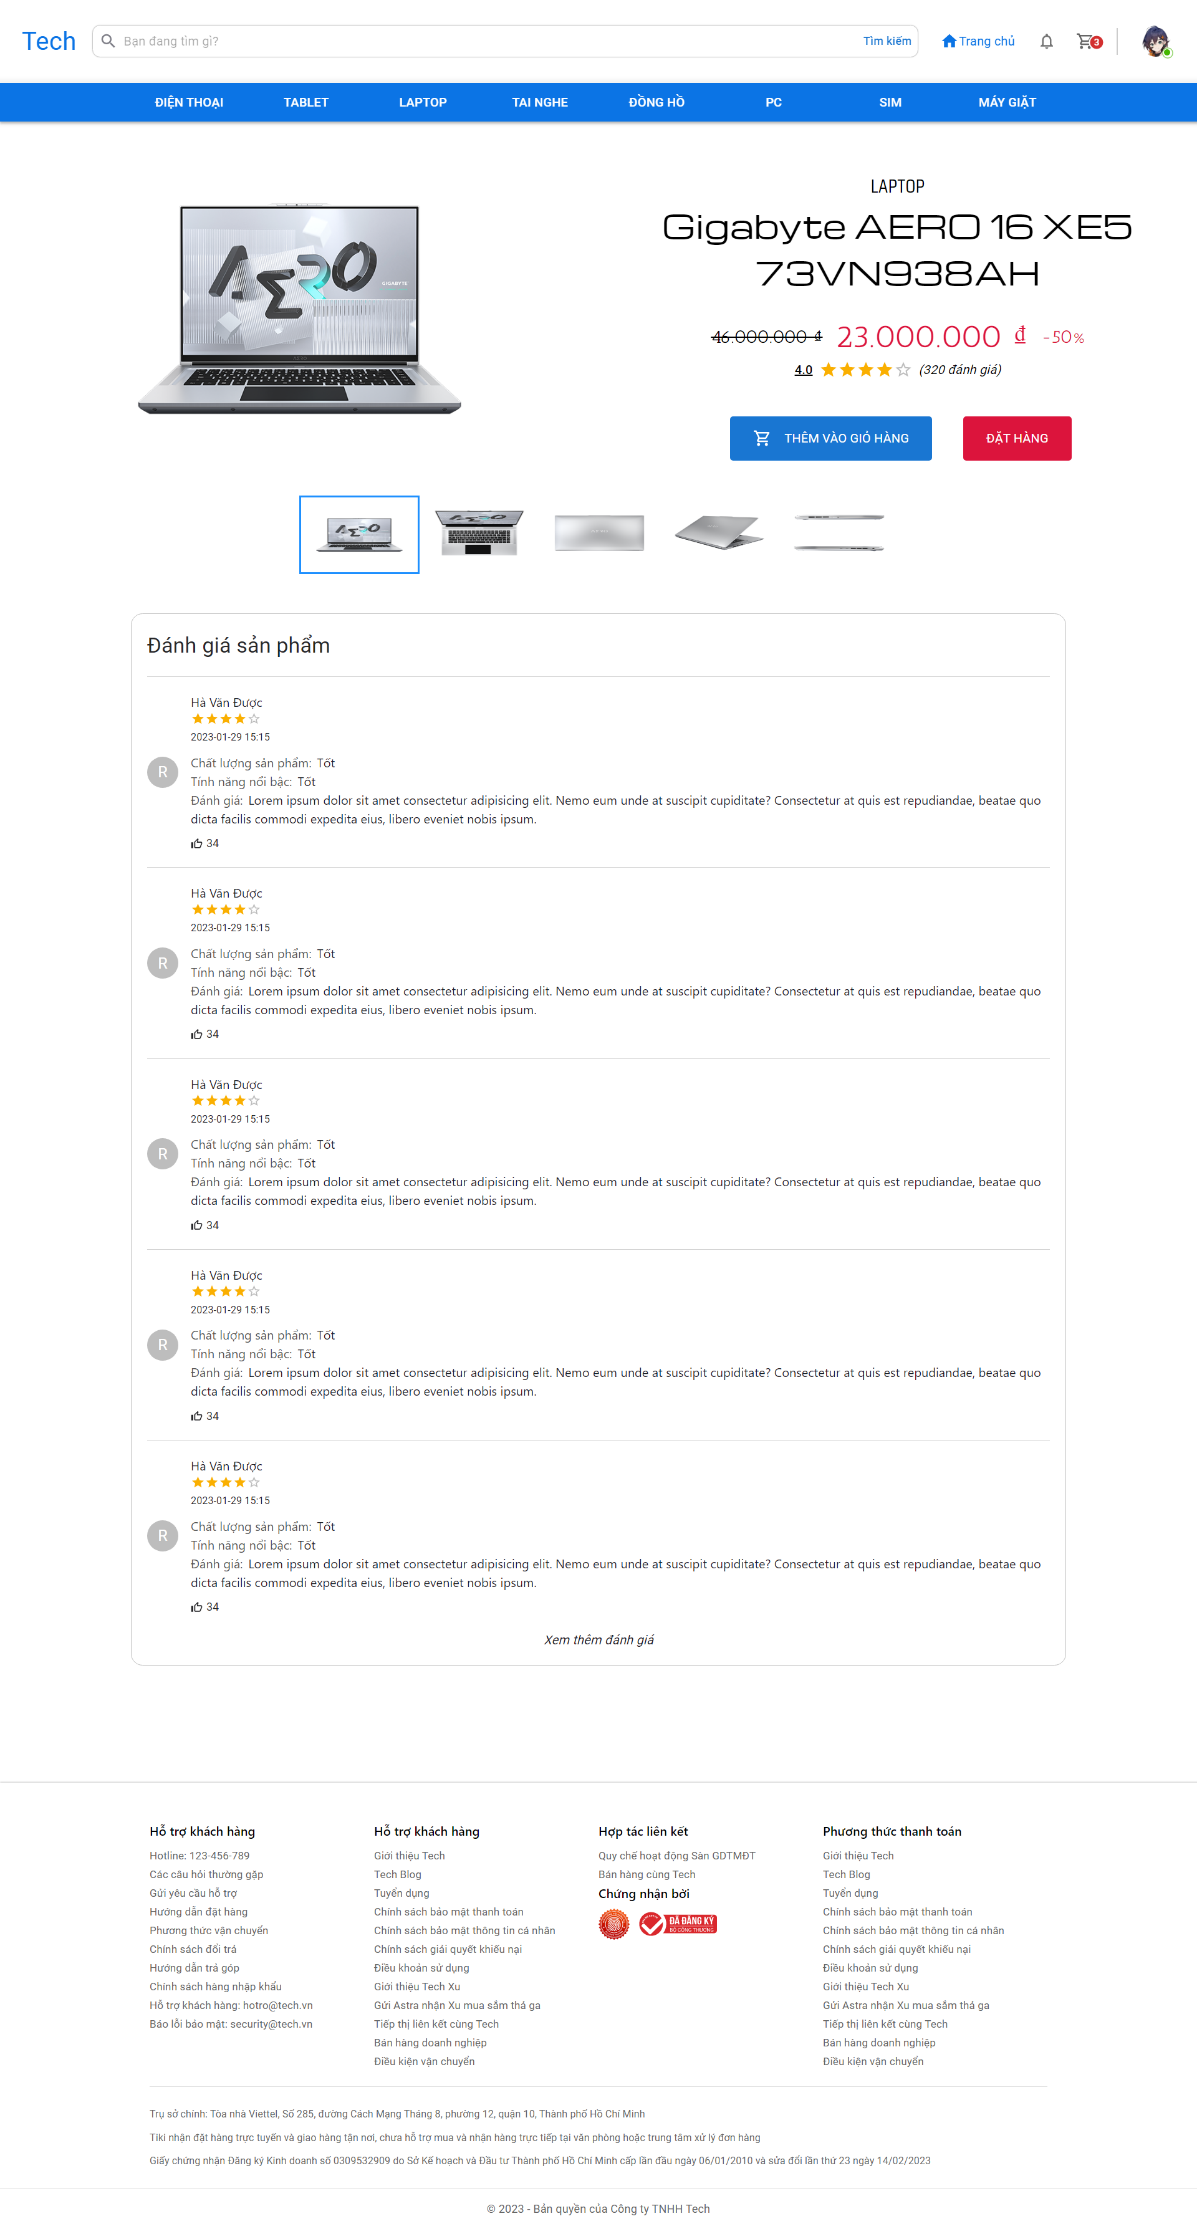 Tech
Bạn đang tìm gì?
Tìm kiếm
Trang chủ
3
ĐIỆN THOẠI
TABLET
LAPTOP
TAI NGHE
ĐỒNG HỒ
PC
SIM
MÁY GIẶT
LAPTOP
Gigabyte AERO 16 XE5
73VN938AH
AERO
GIGABYTE
46.000.000 ₫ 23.000.000 ₫ -50%
4.0 (320 đánh giá)
THÊM VÀO GIỎ HÀNG
ĐẶT HÀNG
Đánh giá sản phẩm
Hà Văn Được
2023-01-29 15:15
R
Chất lượng sản phẩm: Tốt
Tính năng nổi bậc: Tốt
Đánh giá: Lorem ipsum dolor sit amet consectetur adipisicing elit. Nemo eum unde at suscipit cupiditate? Consectetur at quis est repudiandae, beatae quo
dicta facilis commodi expedita eius, libero eveniet nobis ipsum.
34
Hà Văn Được
2023-01-29 15:15
R
Chất lượng sản phẩm: Tốt
Tính năng nổi bậc: Tốt
Đánh giá: Lorem ipsum dolor sit amet consectetur adipisicing elit. Nemo eum unde at suscipit cupiditate? Consectetur at quis est repudiandae, beatae quo
dicta facilis commodi expedita eius, libero eveniet nobis ipsum.
34
Hà Văn Được
2023-01-29 15:15
R
Chất lượng sản phẩm: Tốt
Tính năng nổi bậc: Tốt
Đánh giá: Lorem ipsum dolor sit amet consectetur adipisicing elit. Nemo eum unde at suscipit cupiditate? Consectetur at quis est repudiandae, beatae quo
dicta facilis commodi expedita eius, libero eveniet nobis ipsum.
34
Hà Văn Được
2023-01-29 15:15
R
Chất lượng sản phẩm: Tốt
Tính năng nổi bậc: Tốt
Đánh giá: Lorem ipsum dolor sit amet consectetur adipisicing elit. Nemo eum unde at suscipit cupiditate? Consectetur at quis est repudiandae, beatae quo
dicta facilis commodi expedita eius, libero eveniet nobis ipsum.
34
Hà Văn Được
2023-01-29 15:15
R
Chất lượng sản phẩm: Tốt
Tính năng nổi bậc: Tốt
Đánh giá: Lorem ipsum dolor sit amet consectetur adipisicing elit. Nemo eum unde at suscipit cupiditate? Consectetur at quis est repudiandae, beatae quo
dicta facilis commodi expedita eius, libero eveniet nobis ipsum.
34
Xem thêm đánh giá
Hỗ trợ khách hàng
Hotline: 123-456-789
Các câu hỏi thường gặp
Gửi yêu cầu hỗ trợ
Hướng dẫn đặt hàng
Phương thức vận chuyển
Chính sách đổi trả
Hướng dẫn trả góp
Chính sách hàng nhập khẩu
Hỗ trợ khách hàng: hotro@tech.vn
Báo lỗi bảo mật: security@tech.vn
Hỗ trợ khách hàng
Giới thiệu Tech
Tech Blog
Tuyển dụng
Chính sách bảo mật thanh toán
Chính sách bảo mật thông tin cá nhân
Chính sách giải quyết khiếu nại
Điều khoản sử dụng
Giới thiệu Tech Xu
Gửi Astra nhận Xu mua sắm thả ga
Tiếp thị liên kết cùng Tech
Bán hàng doanh nghiệp
Điều kiện vận chuyển
Hợp tác liên kết
Quy chế hoạt động Sàn GDTMĐT
Bán hàng cùng Tech
Chứng nhận bởi
ĐÃ ĐĂNG KÝ
BỘ CÔNG THƯƠNG
Phương thức thanh toán
Giới thiệu Tech
Tech Blog
Tuyển dụng
Chính sách bảo mật thanh toán
Chính sách bảo mật thông tin cá nhân
Chính sách giải quyết khiếu nại
Điều khoản sử dụng
Giới thiệu Tech Xu
Gửi Astra nhận Xu mua sắm thả ga
Tiếp thị liên kết cùng Tech
Bán hàng doanh nghiệp
Điều kiện vận chuyển
Trụ sở chính: Tòa nhà Viettel, Số 285, đường Cách Mạng Tháng 8, phường 12, quận 10, Thành phố Hồ Chí Minh
Tiki nhận đặt hàng trực tuyến và giao hàng tận nơi, chưa hỗ trợ mua và nhận hàng trực tiếp tại văn phòng hoặc trung tâm xử lý đơn hàng
Giấy chứng nhận Đăng ký Kinh doanh số 0309532909 do Sở Kế hoạch và Đầu tư Thành phố Hồ Chí Minh cấp lần đầu ngày 06/01/2010 và sửa đổi lần thứ 23 ngày 14/02/2023
© 2023 - Bản quyền của Công ty TNHH Tech